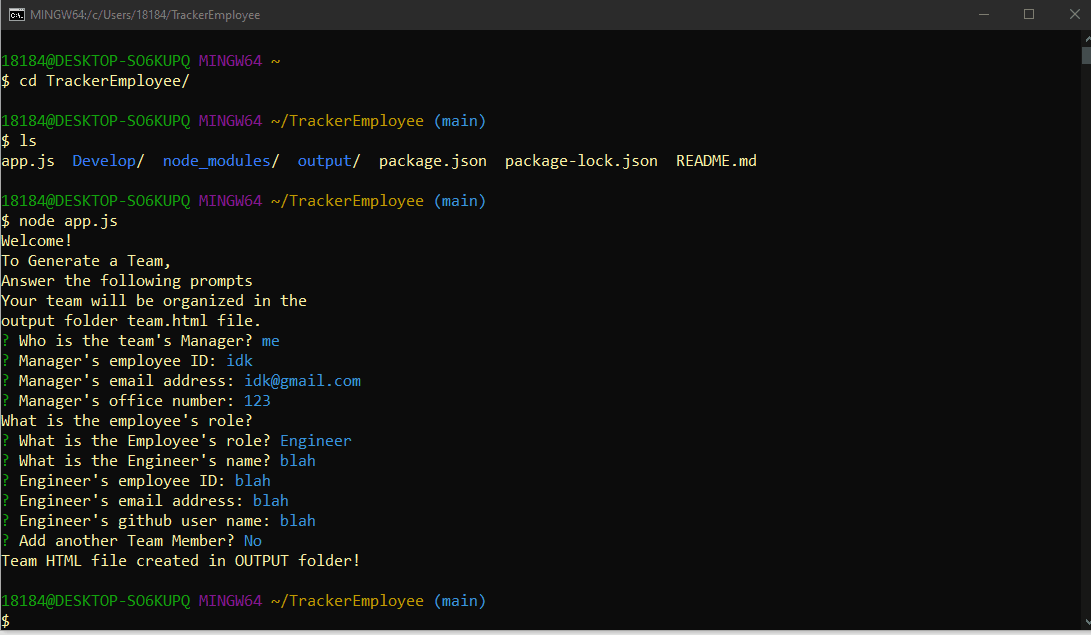 MINGW64:/c/Users/18184/TrackerEmployee
18184@DESKTOP-SO6KUPQ MINGW64 ~
$ cd TrackerEmployee/
18184@DESKTOP-SO6KUPQ MINGW64 ~/TrackerEmployee (main)
$ ls
app.js  Develop/  node_modules/  output/  package.json  package-lock.json  README.md
18184@DESKTOP-SO6KUPQ MINGW64 ~/TrackerEmployee (main)
$ node app.js
Welcome!
To Generate a Team,
Answer the following prompts
Your team will be organized in the
output folder team.html file.
? Who is the team's Manager? me
? Manager's employee ID: idk
? Manager's email address: idk@gmail.com
? Manager's office number: 123
What is the employee's role?
? What is the Employee's role? Engineer
? What is the Engineer's name? blah
? Engineer's employee ID: blah
? Engineer's email address: blah
? Engineer's github user name: blah
? Add another Team Member? No
Team HTML file created in OUTPUT folder!
18184@DESKTOP-SO6KUPQ MINGW64 ~/TrackerEmployee (main)
$